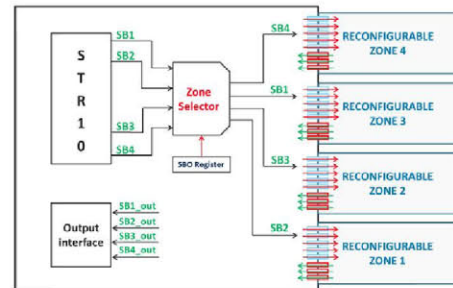 SB1
SB2
S
T
R
1
0
SB3
SB4
Zone
Selector
SBO Register
SB4
SB1
SB3
SB2
RECONFIGURABLE
ZONE 4
RECONFIGURABLE
ZONE 3
RECONFIGURABLE
ZONE 2
RECONFIGURABLE
ZONE 1
Output
interface
SB1_out
SB2_out
SB3_out
SB4_out